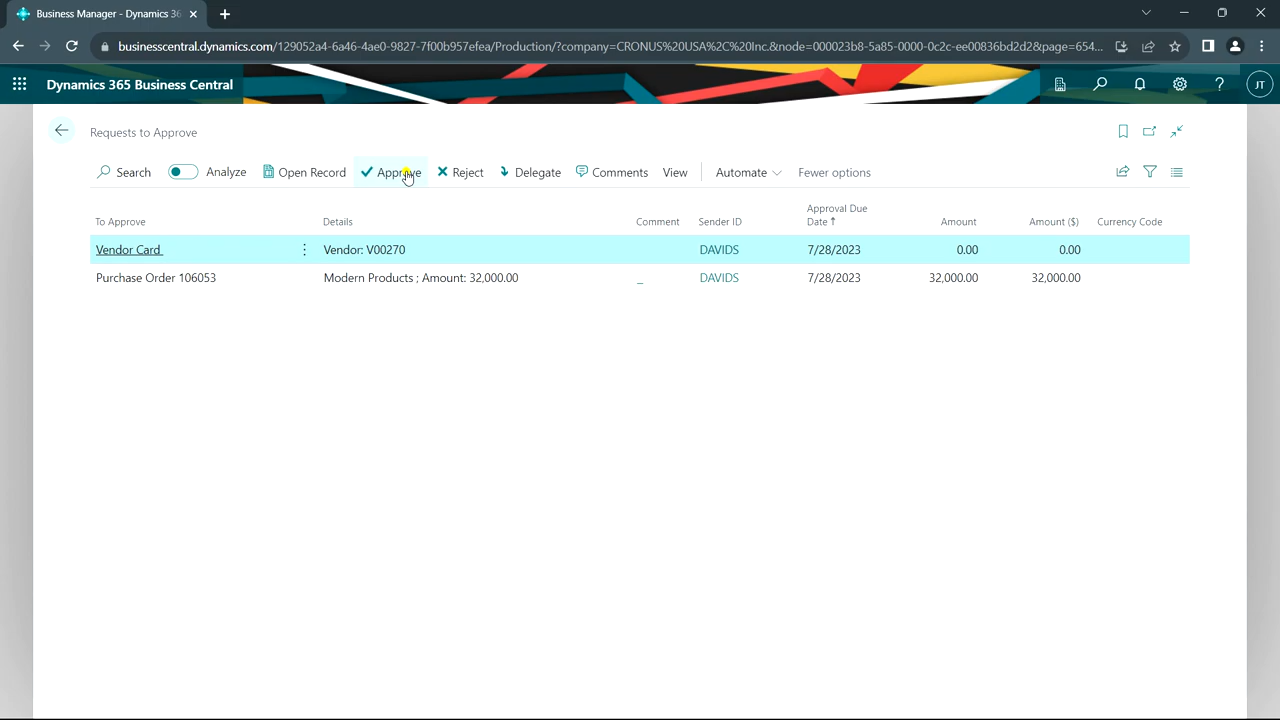 Business Manager - Dynamics 36
businesscentral.dynamics.com/129052a4-6a46-4ae0-9827-7f00b957efea/Production/?company=CRONUS%20USA%2C%20Inc.&node=000023b8-5a85-0000-0c2c-ee00836bd2d2&page=654...
Dynamics 365 Business Central
JT
Requests to Approve
Search Analyze Open Record Approve Reject Delegate Comments View Automate Fewer options
To Approve Details Comment Sender ID Approval Due Date ↑ Amount Amount ($) Currency Code
Vendor Card Vendor: V00270 DAVIDS 7/28/2023 0.00 0.00
Purchase Order 106053 Modern Products ; Amount: 32,000.00 _ DAVIDS 7/28/2023 32,000.00 32,000.00